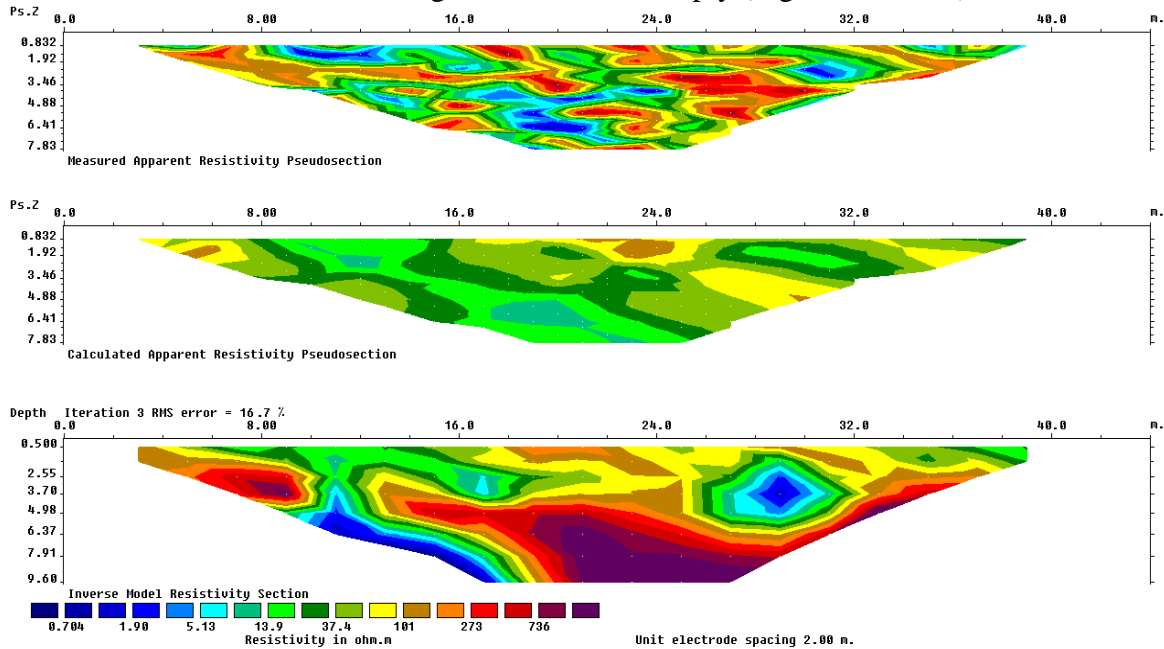 Ps.Z 0.0 8.00 16.0 24.0 32.0 40.0 m.
0.832
1.92
3.46
4.88
6.41
7.83
Measured Apparent Resistivity Pseudosection
Ps.Z 0.0 8.00 16.0 24.0 32.0 40.0 m.
0.832
1.92
3.46
4.88
6.41
7.83
Calculated Apparent Resistivity Pseudosection
Depth Iteration 3 RMS error = 16.7 %
0.0 8.00 16.0 24.0 32.0 40.0 m.
0.500
2.55
3.70
4.98
6.37
7.91
9.60
Inverse Model Resistivity Section
0.704 1.90 5.13 13.9 37.4 101 273 736
Resistivity in ohm.m Unit electrode spacing 2.00 m.